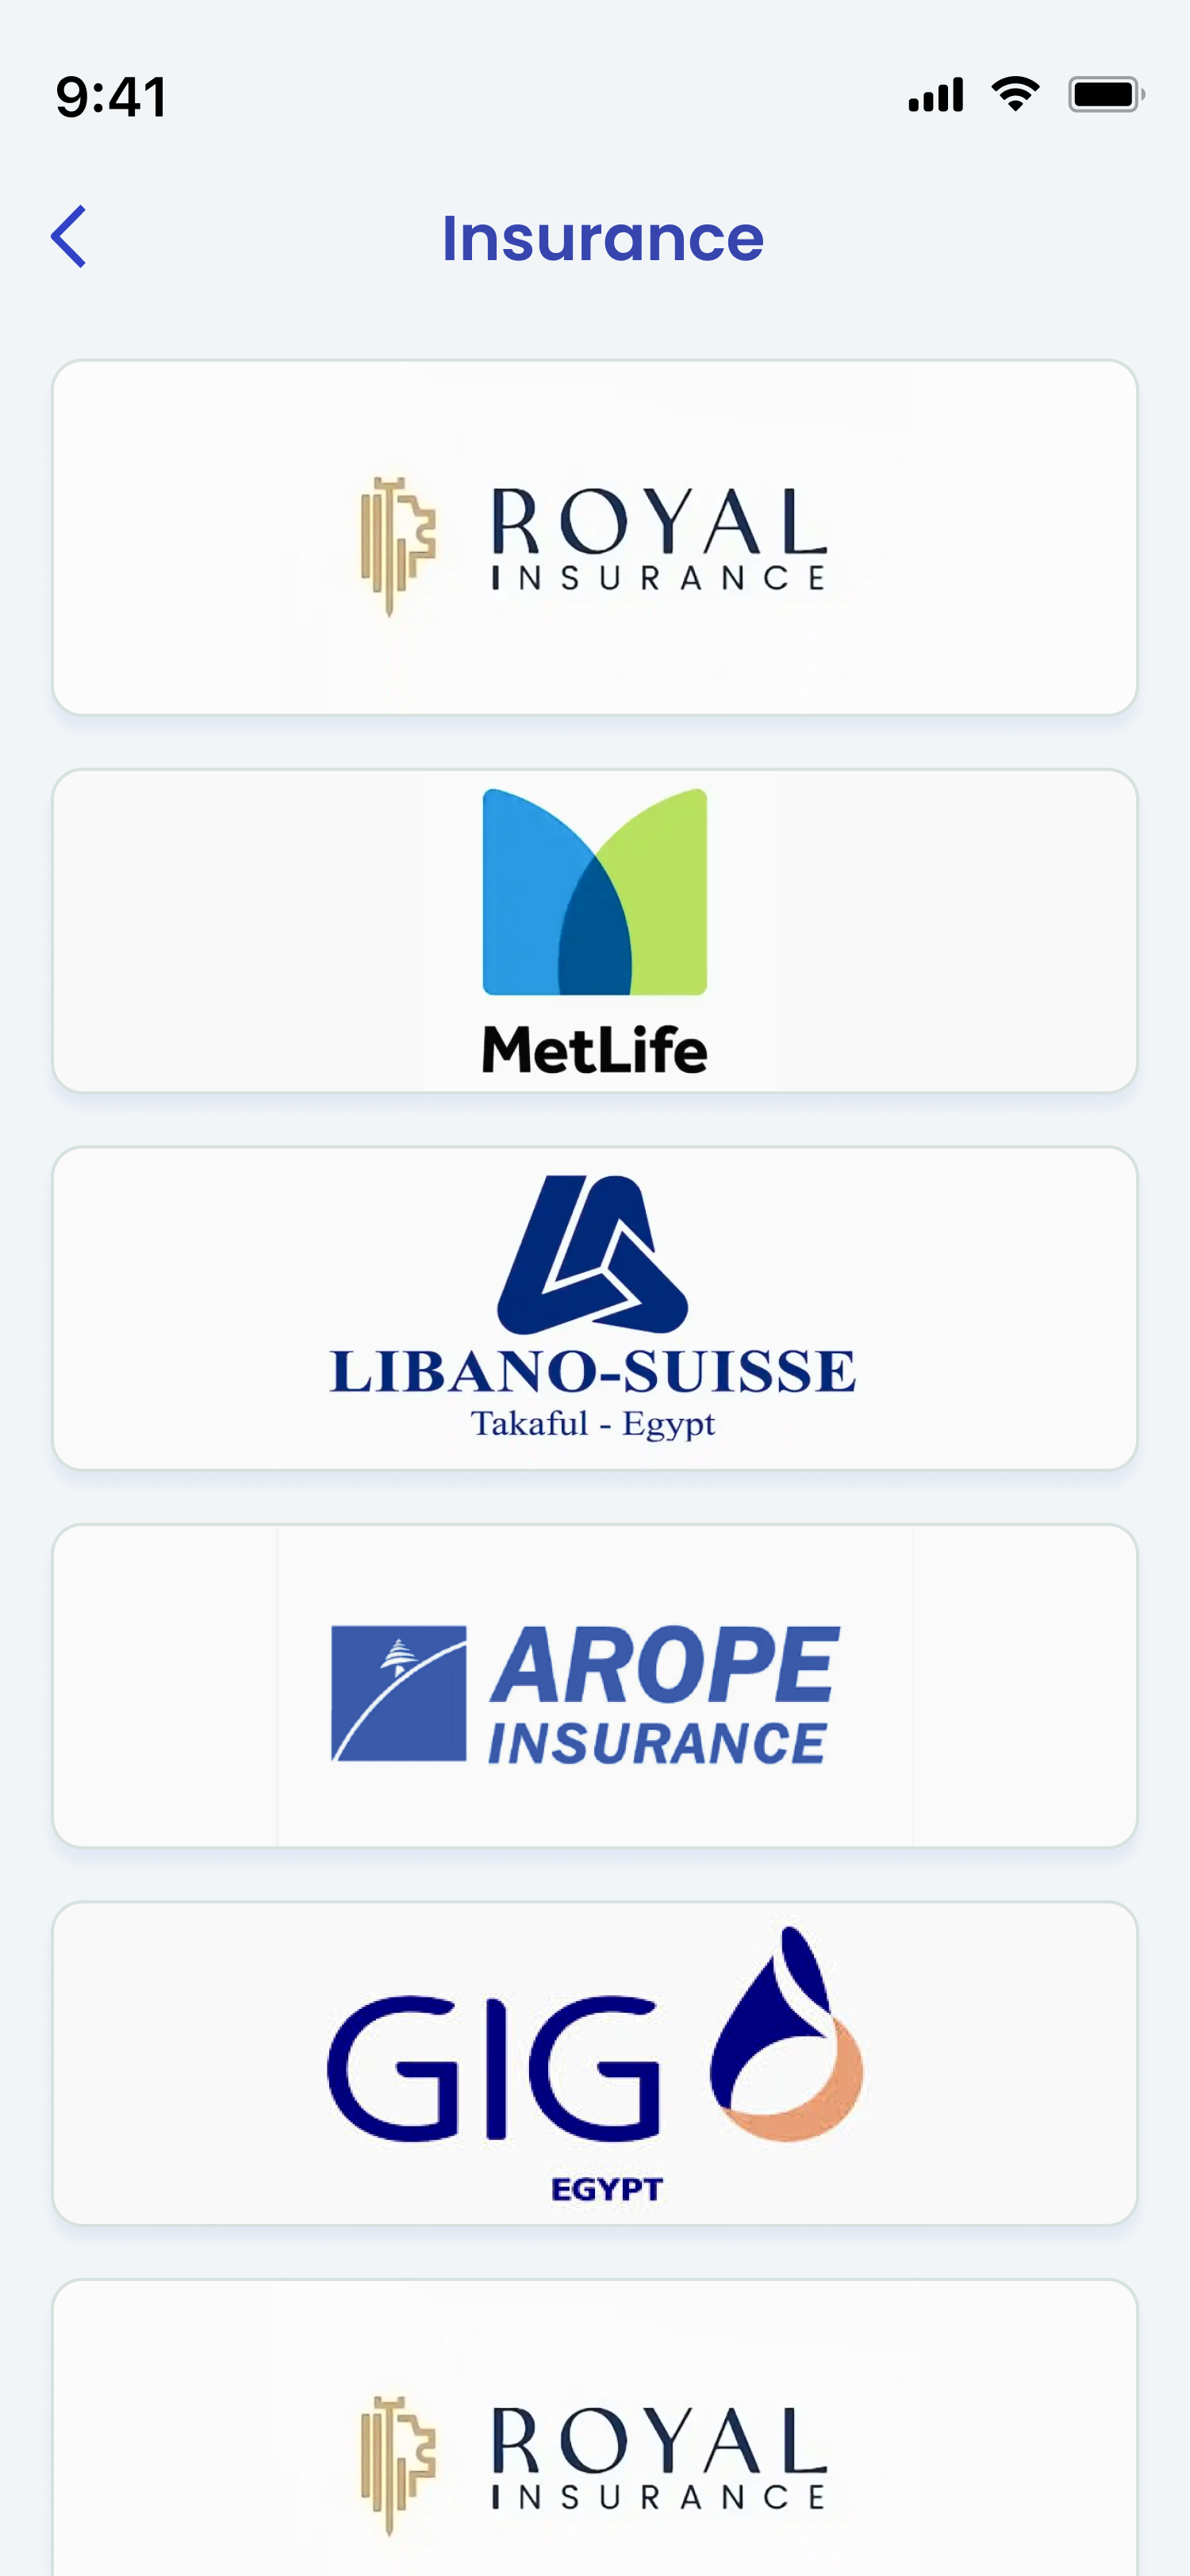 9:41
Insurance
ROYAL
INSURANCE
MetLife
LIBANO-SUISSE
Takaful - Egypt
AROPE
INSURANCE
GIG
EGYPT
ROYAL
INSURANCE